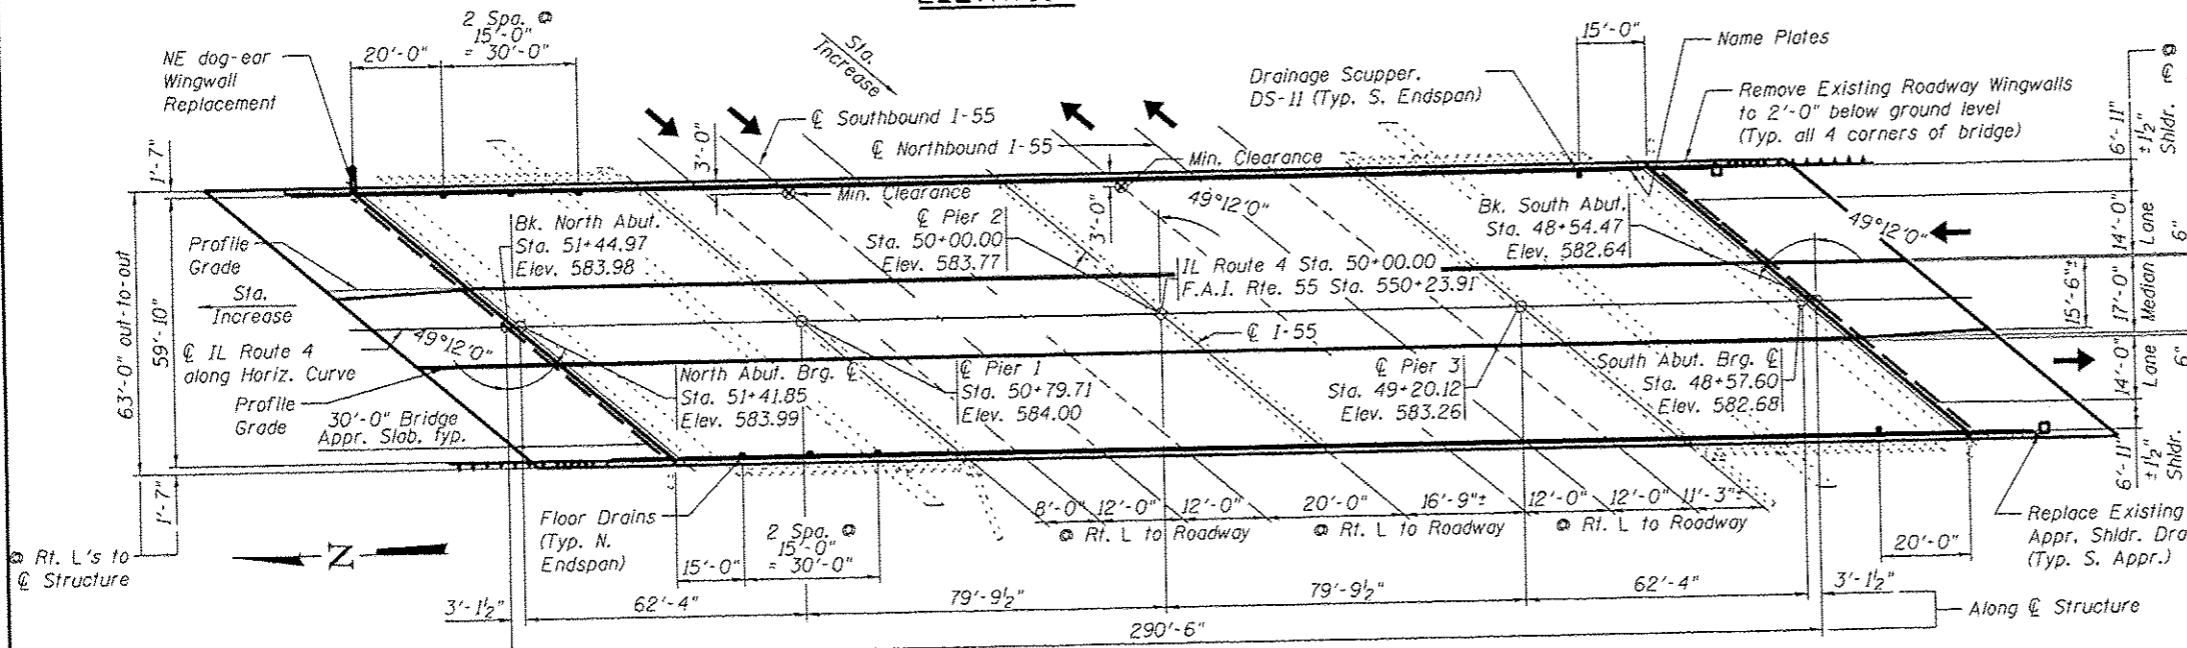 2 Spa. @
15'-0"
= 30'-0"
20'-0"
NE dog-ear
Wingwall
Replacement
Sta.
Increase
℄ Southbound I-55
℄ Northbound I-55
3'-0"
Min. Clearance
Min. Clearance
3'-0"
Drainage Scupper,
DS-11 (Typ. S. Endspan)
15'-0"
Name Plates
Remove Existing Roadway Wingwalls
to 2'-0" below ground level
(Typ. all 4 corners of bridge)
6'-11"
±1½"
Shldr.
@ ℄
1'-7"
63'-0" out-to-out
59'-10"
1'-7"
Profile
Grade
Sta.
Increase
Bk. North Abut.
Sta. 51+44.97
Elev. 583.98
℄ Pier 2
Sta. 50+00.00
Elev. 583.77
49°12'0"
IL Route 4 Sta. 50+00.00
F.A.I. Rte. 55 Sta. 550+23.91
Bk. South Abut.
Sta. 48+54.47
Elev. 582.64
49°12'0"
14'-0"
Lane
6"
15'-6"±
17'-0"
Median
14'-0"
Lane
6"
6'-11"
±1½"
Shldr.
℄ IL Route 4
along Horiz. Curve
49°12'0"
Profile
Grade
30'-0" Bridge
Appr. Slab, typ.
North Abut. Brg. ℄
Sta. 51+41.85
Elev. 583.99
℄ Pier 1
Sta. 50+79.71
Elev. 584.00
℄ I-55
℄ Pier 3
Sta. 49+20.12
Elev. 583.26
South Abut. Brg. ℄
Sta. 48+57.60
Elev. 582.68
8'-0"
12'-0"
12'-0"
20'-0"
16'-9"±
12'-0"
12'-0"
11'-3"±
@ Rt. L to Roadway
@ Rt. L to Roadway
@ Rt. L to Roadway
Floor Drains
(Typ. N.
Endspan)
15'-0"
2 Spa. @
15'-0"
= 30'-0"
20'-0"
Replace Existing
Appr. Shldr.
(Typ. S. Appr.)
@ Rt. L's to
℄ Structure
N
3'-1½"
62'-4"
79'-9½"
79'-9½"
62'-4"
3'-1½"
290'-6"
Along ℄ Structure